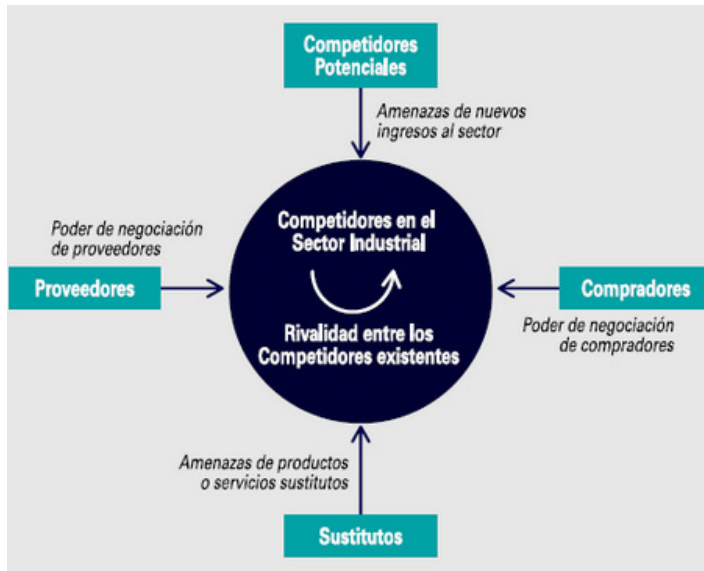 Competidores
Potenciales
Amenazas de nuevos
ingresos al sector
Competidores en el
Sector Industrial
Poder de negociación
de proveedores
Proveedores
Compradores
Rivalidad entre los
Competidores existentes
Poder de negociación
de compradores
Amenazas de productos
o servicios sustitutos
Sustitutos